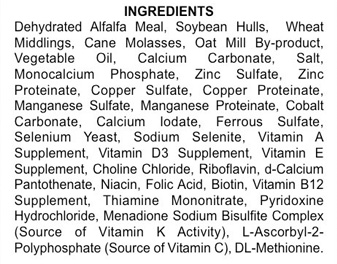 INGREDIENTS
Dehydrated Alfalfa Meal, Soybean Hulls, Wheat
Middlings, Cane Molasses, Oat Mill By-product,
Vegetable Oil, Calcium Carbonate, Salt,
Monocalcium Phosphate, Zinc Sulfate, Zinc
Proteinate, Copper Sulfate, Copper Proteinate,
Manganese Sulfate, Manganese Proteinate, Cobalt
Carbonate, Calcium Iodate, Ferrous Sulfate,
Selenium Yeast, Sodium Selenite, Vitamin A
Supplement, Vitamin D3 Supplement, Vitamin E
Supplement, Choline Chloride, Riboflavin, d-Calcium
Pantothenate, Niacin, Folic Acid, Biotin, Vitamin B12
Supplement, Thiamine Mononitrate, Pyridoxine
Hydrochloride, Menadione Sodium Bisulfite Complex
(Source of Vitamin K Activity), L-Ascorbyl-2-
Polyphosphate (Source of Vitamin C), DL-Methionine.